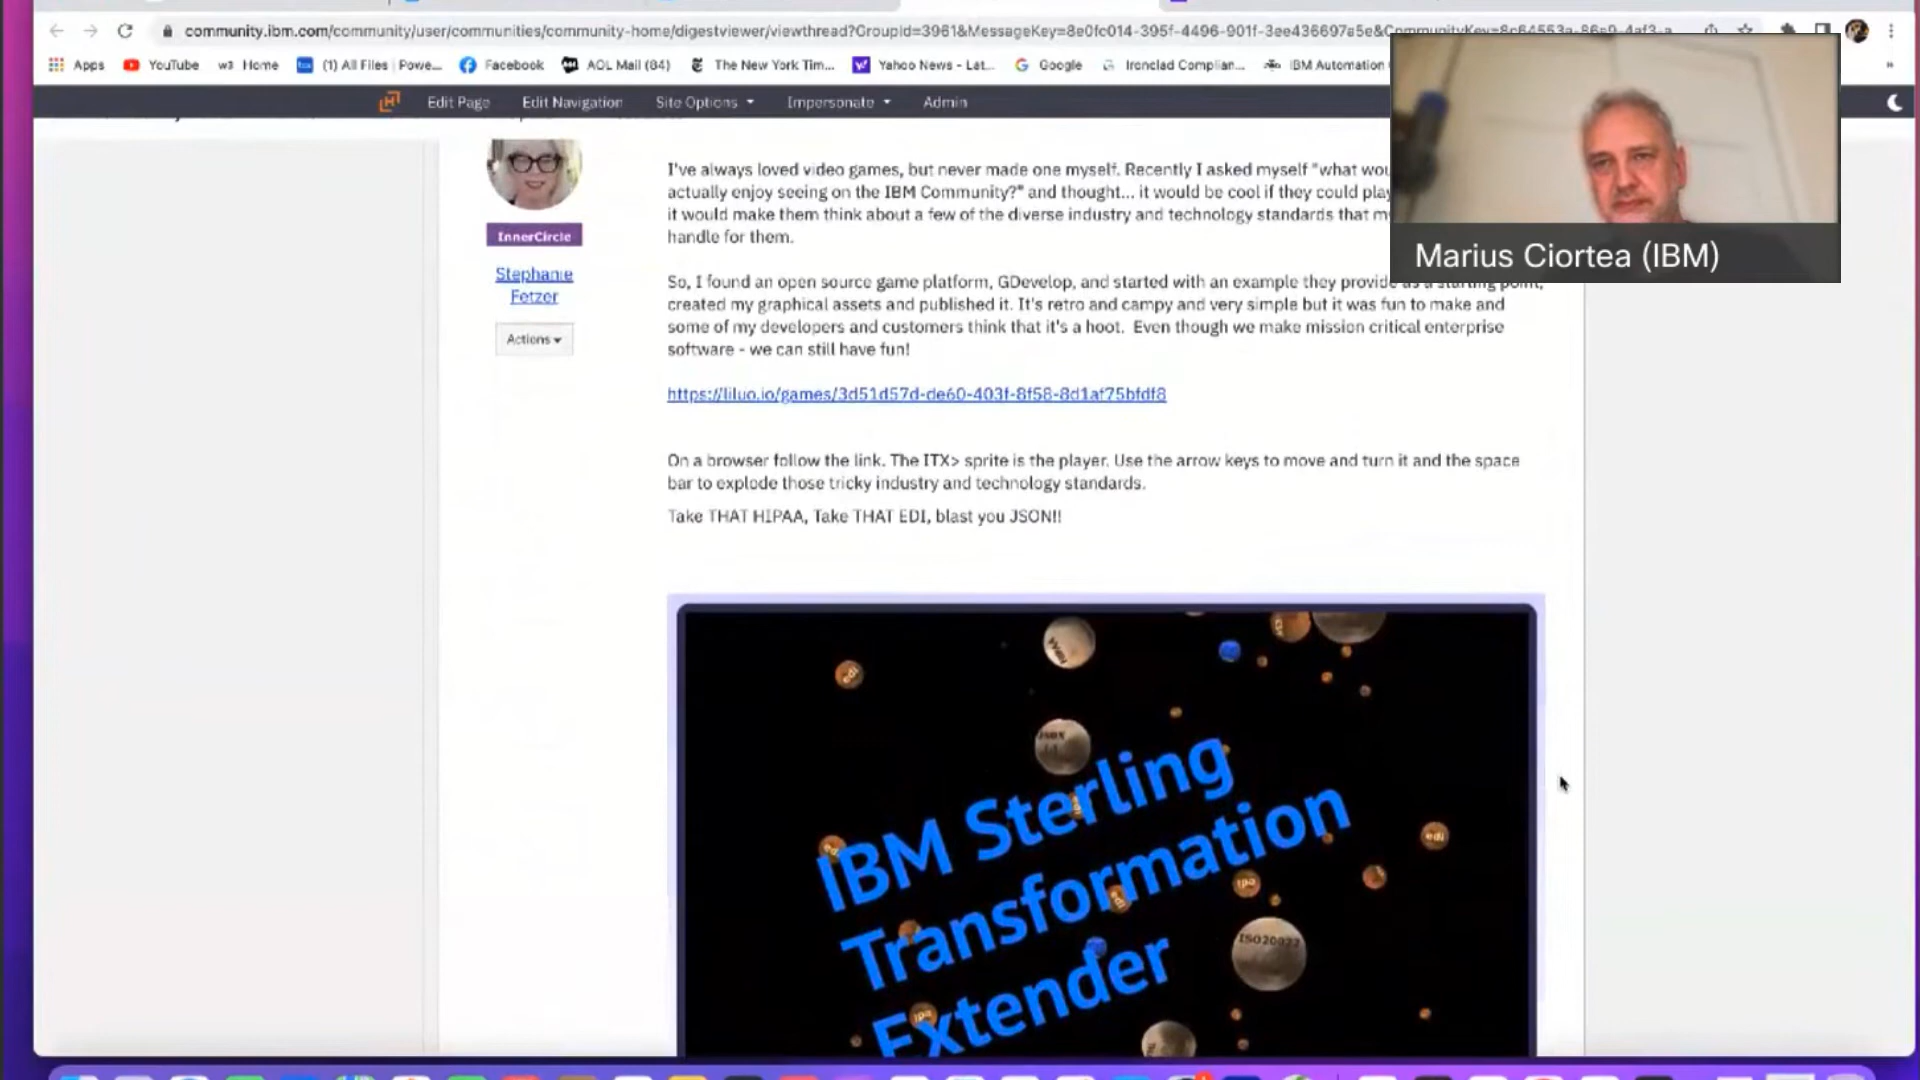 community.ibm.com/community/user/communities/community-home/digestviewer/viewthread?GroupId=3961&MessageKey=8e0fc014-395f-4496-901f-3ee436697a5e&CommunityKey=8c64553a-86a9-4af3-a
Apps YouTube w3 Home (1) All Files | Powe... Facebook AOL Mail (84) The New York Tim... Yahoo News - Lat... Google Ironclad Complian... IBM Automation
Edit Page Edit Navigation Site Options Impersonate Admin
InnerCircle
Stephanie
Fetzer
Actions
I've always loved video games, but never made one myself. Recently I asked myself "what wou
actually enjoy seeing on the IBM Community?" and thought... it would be cool if they could pla
it would make them think about a few of the diverse industry and technology standards that m
handle for them.
So, I found an open source game platform, GDevelop, and started with an example they provide as a starting point,
created my graphical assets and published it. It's retro and campy and very simple but it was fun to make and
some of my developers and customers think that it's a hoot. Even though we make mission critical enterprise
software - we can still have fun!
https://liluo.io/games/3d51d57d-de60-403f-8f58-8d1af75bfdf8
On a browser follow the link. The ITX> sprite is the player. Use the arrow keys to move and turn it and the space
bar to explode those tricky industry and technology standards.
Take THAT HIPAA, Take THAT EDI, blast you JSON!!
Marius Ciortea (IBM)
edi
HIPAA
JSON
IBM Sterling
Transformation
Extender
edi
edi
edi
ISO20022
edi